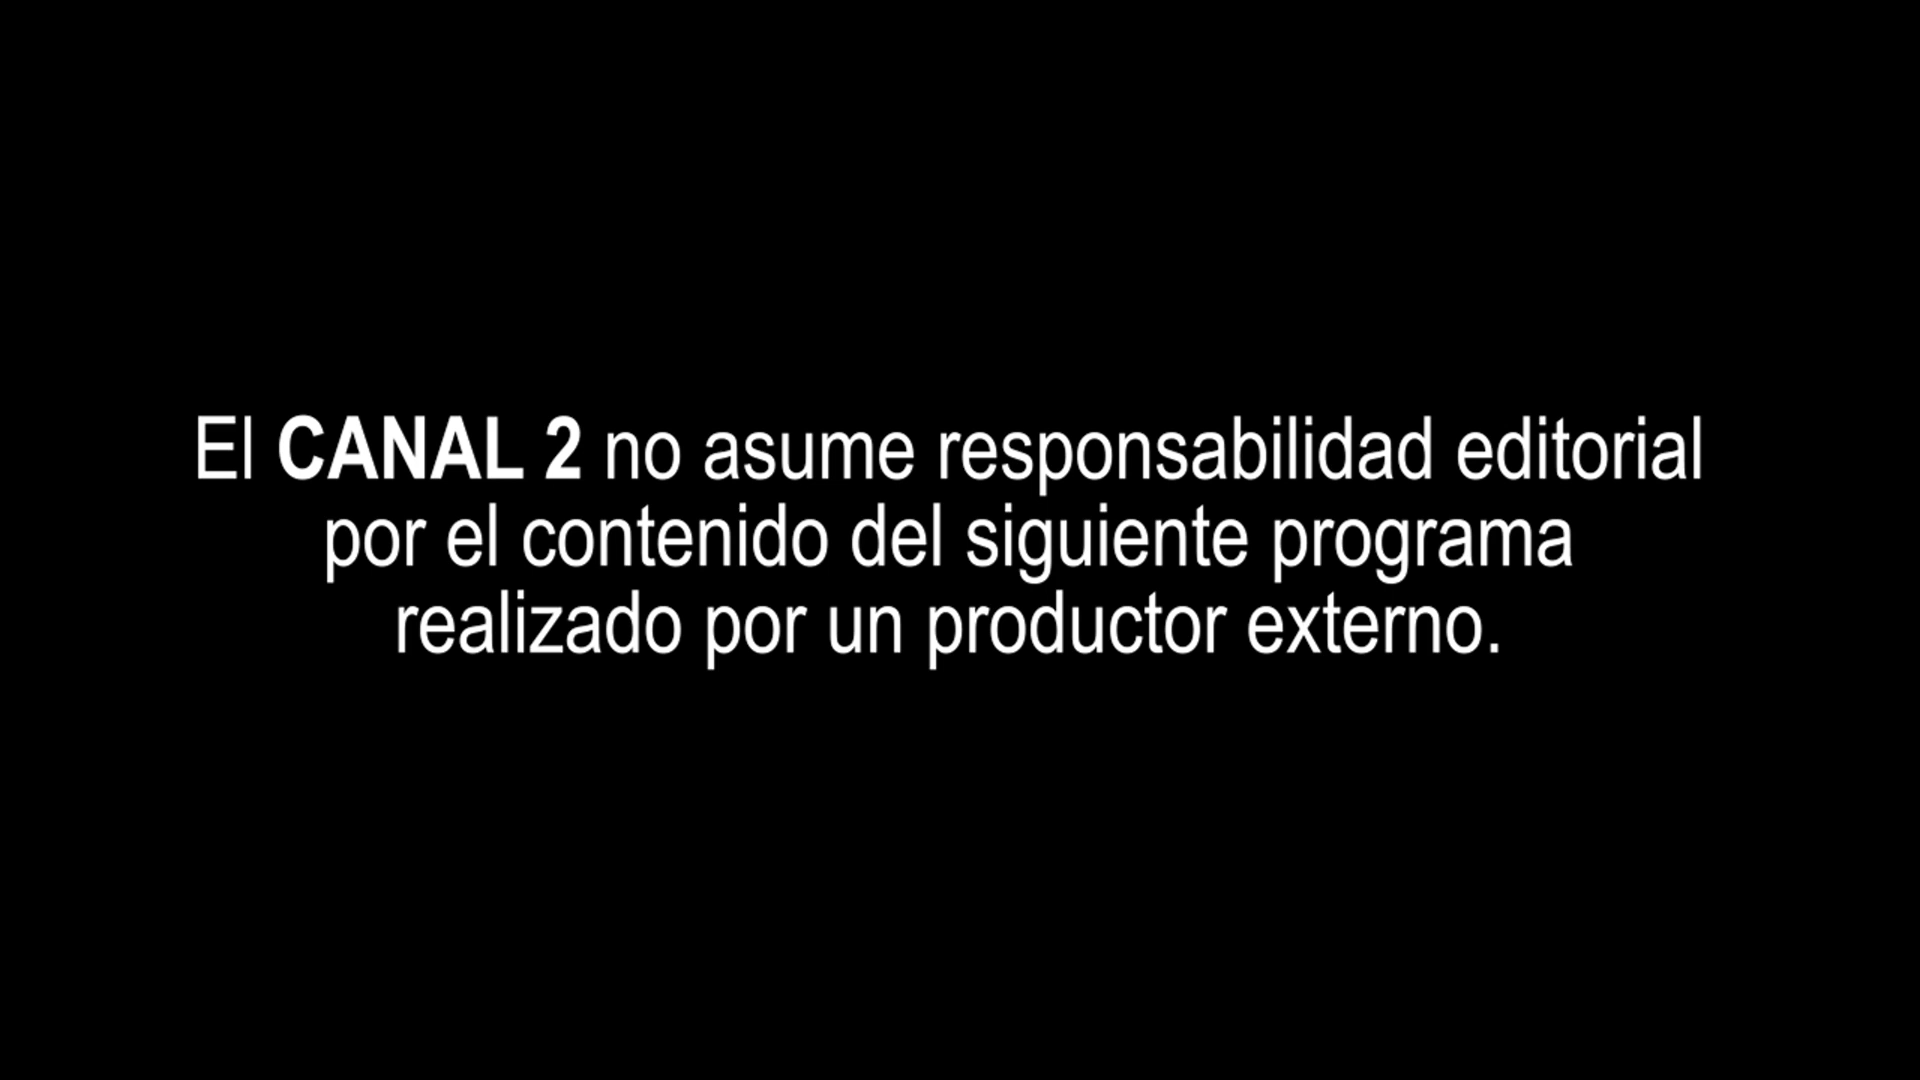 El CANAL 2 no asume responsabilidad editorial
por el contenido del siguiente programa
realizado por un productor externo.